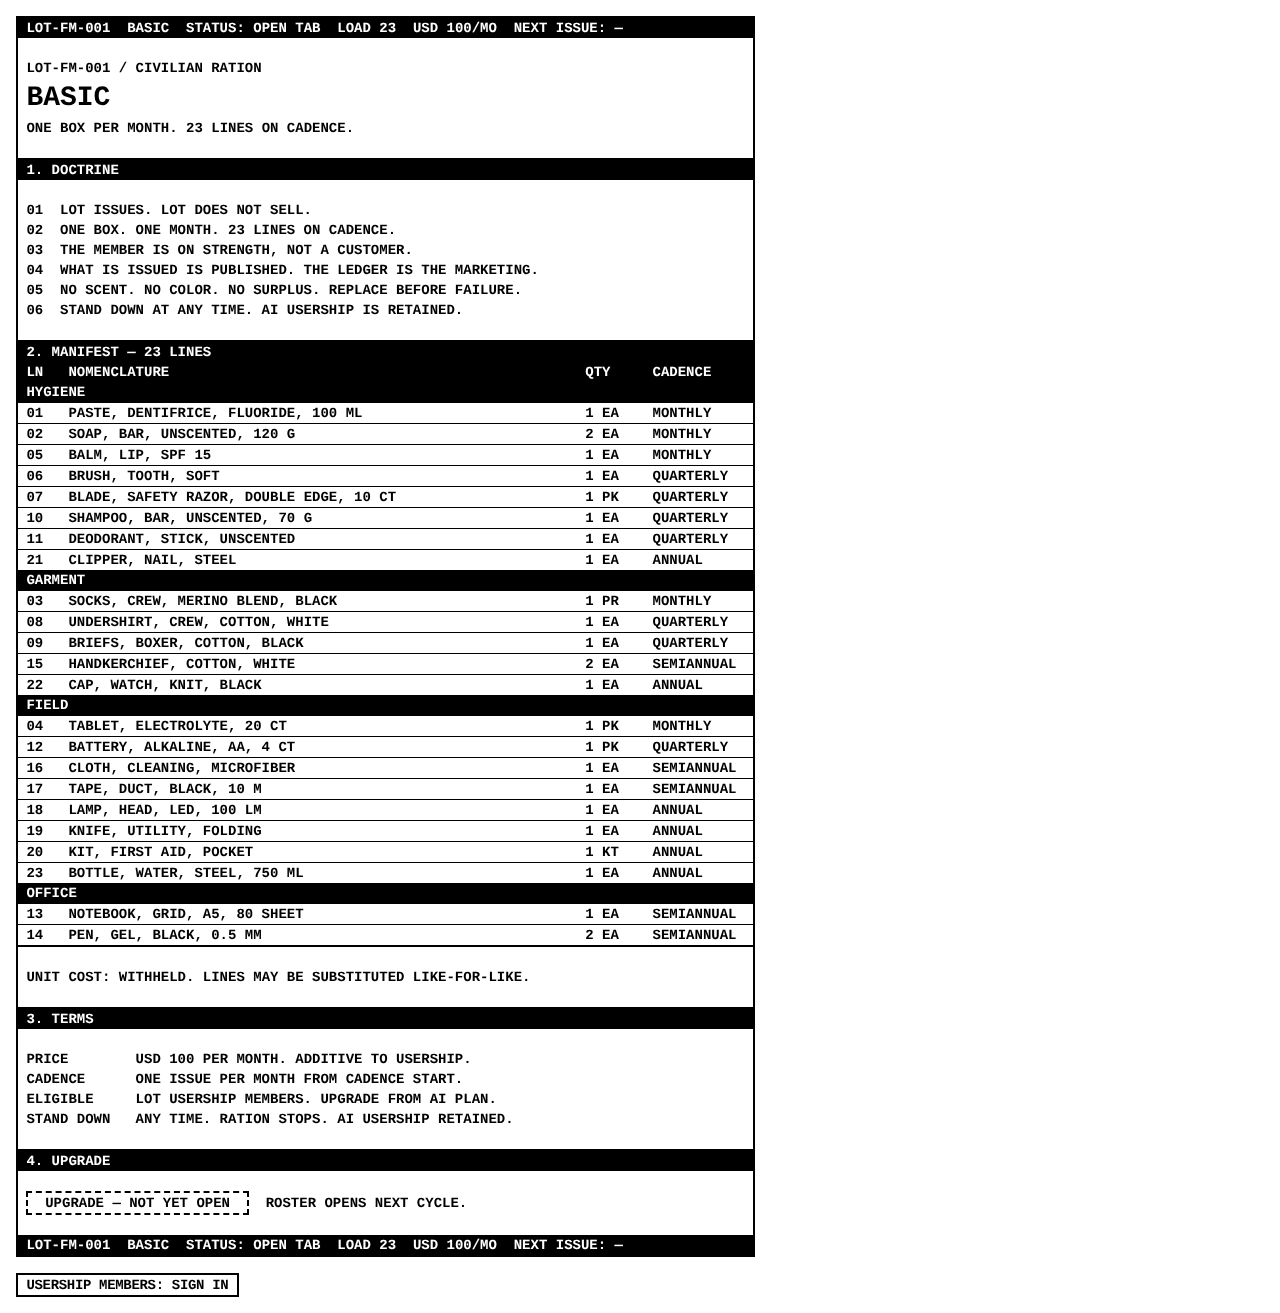 LOT-FM-001 BASIC STATUS: OPEN TAB LOAD 23 USD 100/MO NEXT ISSUE: —
LOT-FM-001 / CIVILIAN RATION
BASIC
ONE BOX PER MONTH. 23 LINES ON CADENCE.
1. DOCTRINE
01 LOT ISSUES. LOT DOES NOT SELL.
02 ONE BOX. ONE MONTH. 23 LINES ON CADENCE.
03 THE MEMBER IS ON STRENGTH, NOT A CUSTOMER.
04 WHAT IS ISSUED IS PUBLISHED. THE LEDGER IS THE MARKETING.
05 NO SCENT. NO COLOR. NO SURPLUS. REPLACE BEFORE FAILURE.
06 STAND DOWN AT ANY TIME. AI USERSHIP IS RETAINED.
2. MANIFEST — 23 LINES
LN NOMENCLATURE QTY CADENCE
HYGIENE
01 PASTE, DENTIFRICE, FLUORIDE, 100 ML 1 EA MONTHLY
02 SOAP, BAR, UNSCENTED, 120 G 2 EA MONTHLY
05 BALM, LIP, SPF 15 1 EA MONTHLY
06 BRUSH, TOOTH, SOFT 1 EA QUARTERLY
07 BLADE, SAFETY RAZOR, DOUBLE EDGE, 10 CT 1 PK QUARTERLY
10 SHAMPOO, BAR, UNSCENTED, 70 G 1 EA QUARTERLY
11 DEODORANT, STICK, UNSCENTED 1 EA QUARTERLY
21 CLIPPER, NAIL, STEEL 1 EA ANNUAL
GARMENT
03 SOCKS, CREW, MERINO BLEND, BLACK 1 PR MONTHLY
08 UNDERSHIRT, CREW, COTTON, WHITE 1 EA QUARTERLY
09 BRIEFS, BOXER, COTTON, BLACK 1 EA QUARTERLY
15 HANDKERCHIEF, COTTON, WHITE 2 EA SEMIANNUAL
22 CAP, WATCH, KNIT, BLACK 1 EA ANNUAL
FIELD
04 TABLET, ELECTROLYTE, 20 CT 1 PK MONTHLY
12 BATTERY, ALKALINE, AA, 4 CT 1 PK QUARTERLY
16 CLOTH, CLEANING, MICROFIBER 1 EA SEMIANNUAL
17 TAPE, DUCT, BLACK, 10 M 1 EA SEMIANNUAL
18 LAMP, HEAD, LED, 100 LM 1 EA ANNUAL
19 KNIFE, UTILITY, FOLDING 1 EA ANNUAL
20 KIT, FIRST AID, POCKET 1 KT ANNUAL
23 BOTTLE, WATER, STEEL, 750 ML 1 EA ANNUAL
OFFICE
13 NOTEBOOK, GRID, A5, 80 SHEET 1 EA SEMIANNUAL
14 PEN, GEL, BLACK, 0.5 MM 2 EA SEMIANNUAL
UNIT COST: WITHHELD. LINES MAY BE SUBSTITUTED LIKE-FOR-LIKE.
3. TERMS
PRICE USD 100 PER MONTH. ADDITIVE TO USERSHIP.
CADENCE ONE ISSUE PER MONTH FROM CADENCE START.
ELIGIBLE LOT USERSHIP MEMBERS. UPGRADE FROM AI PLAN.
STAND DOWN ANY TIME. RATION STOPS. AI USERSHIP RETAINED.
4. UPGRADE
UPGRADE — NOT YET OPEN ROSTER OPENS NEXT CYCLE.
LOT-FM-001 BASIC STATUS: OPEN TAB LOAD 23 USD 100/MO NEXT ISSUE: —
USERSHIP MEMBERS: SIGN IN